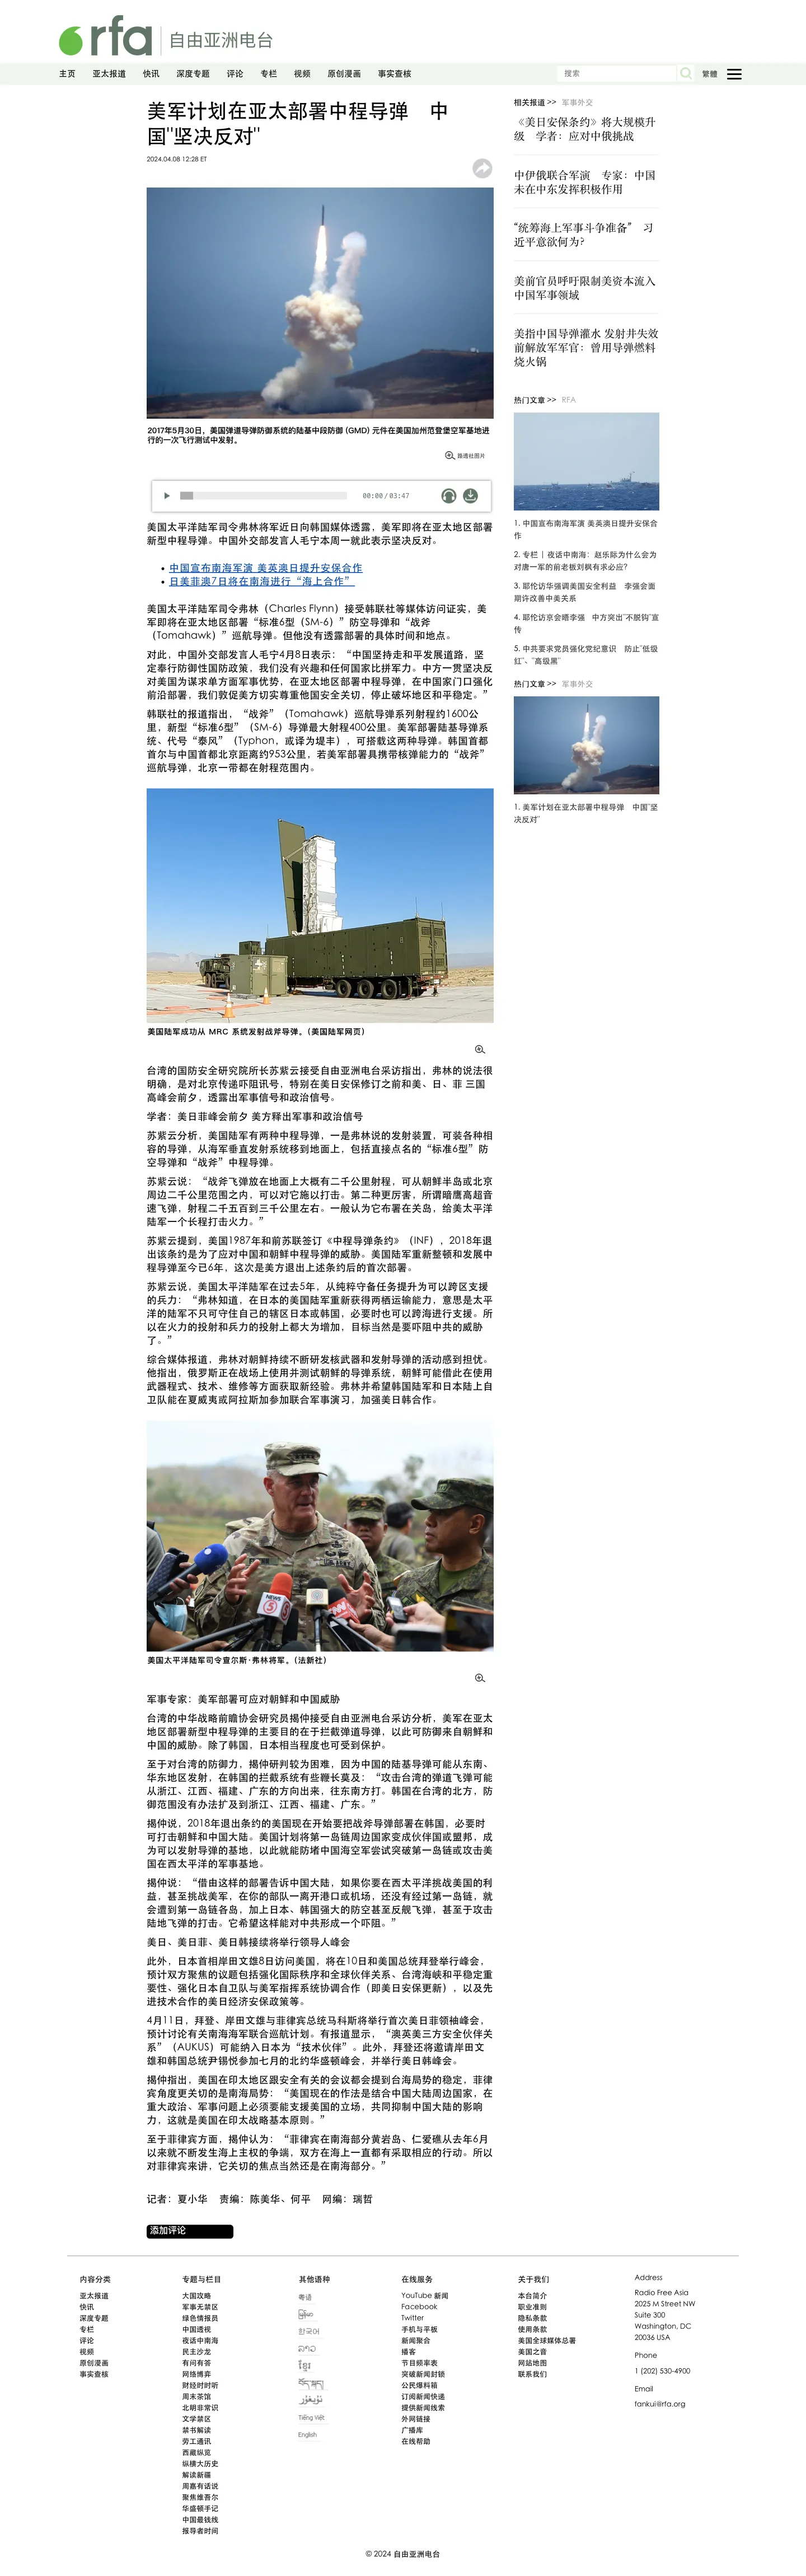 rfa 自由亚洲电台
主页 亚太报道 快讯 深度专题 评论 专栏 视频 原创漫画 事实查核 搜索 繁體
美军计划在亚太部署中程导弹　中
国"坚决反对"
2024.04.08 12:28 ET
2017年5月30日，美国弹道导弹防御系统的陆基中段防御 (GMD) 元件在美国加州范登堡空军基地进
行的一次飞行测试中发射。
路透社图片
00:00 / 03:47
美国太平洋陆军司令弗林将军近日向韩国媒体透露，美军即将在亚太地区部署
新型中程导弹。中国外交部发言人毛宁本周一就此表示坚决反对。
中国宣布南海军演 美英澳日提升安保合作
日美菲澳7日将在南海进行“海上合作”
美国太平洋陆军司令弗林（Charles Flynn）接受韩联社等媒体访问证实，美
军即将在亚太地区部署“标准6型（SM-6）”防空导弹和“战斧
（Tomahawk）”巡航导弹。但他没有透露部署的具体时间和地点。
对此，中国外交部发言人毛宁4月8日表示：“中国坚持走和平发展道路，坚
定奉行防御性国防政策，我们没有兴趣和任何国家比拼军力。中方一贯坚决反
对美国为谋求单方面军事优势，在亚太地区部署中程导弹，在中国家门口强化
前沿部署，我们敦促美方切实尊重他国安全关切，停止破坏地区和平稳定。”
韩联社的报道指出，“战斧”（Tomahawk）巡航导弹系列射程约1600公
里，新型“标准6型”（SM-6）导弹最大射程400公里。美军部署陆基导弹系
统、代号“泰风”（Typhon，或译为堤丰），可搭载这两种导弹。韩国首都
首尔与中国首都北京距离约953公里，若美军部署具携带核弹能力的“战斧”
巡航导弹，北京一带都在射程范围内。
美国陆军成功从 MRC 系统发射战斧导弹。（美国陆军网页）
台湾的国防安全研究院所长苏紫云接受自由亚洲电台采访指出，弗林的说法很
明确，是对北京传递吓阻讯号，特别在美日安保修订之前和美、日、菲 三国
高峰会前夕，透露出军事信号和政治信号。
学者：美日菲峰会前夕 美方释出军事和政治信号
苏紫云分析，美国陆军有两种中程导弹，一是弗林说的发射装置，可装各种相
容的导弹，从海军垂直发射系统移到地面上，包括直接点名的“标准6型”防
空导弹和“战斧”中程导弹。
苏紫云说：“战斧飞弹放在地面上大概有二千公里射程，可从朝鲜半岛或北京
周边二千公里范围之内，可以对它施以打击。第二种更厉害，所谓暗鹰高超音
速飞弹，射程二千五百到三千公里左右。一般认为它布署在关岛，给美太平洋
陆军一个长程打击火力。”
苏紫云提到，美国1987年和前苏联签订《中程导弹条约》（INF），2018年退
出该条约是为了应对中国和朝鲜中程导弹的威胁。美国陆军重新整顿和发展中
程导弹至今已6年，这次是美方退出上述条约后的首次部署。
苏紫云说，美国太平洋陆军在过去5年，从纯粹守备任务提升为可以跨区支援
的兵力：“弗林知道，在日本的美国陆军重新获得两栖运输能力，意思是太平
洋的陆军不只可守住自己的辖区日本或韩国，必要时也可以跨海进行支援。所
以在火力的投射和兵力的投射上都大为增加，目标当然是要吓阻中共的威胁
了。”
综合媒体报道，弗林对朝鲜持续不断研发核武器和发射导弹的活动感到担忧。
他指出，俄罗斯正在战场上使用并测试朝鲜的导弹系统，朝鲜可能借此在使用
武器程式、技术、维修等方面获取新经验。弗林并希望韩国陆军和日本陆上自
卫队能在夏威夷或阿拉斯加参加联合军事演习，加强美日韩合作。
NEWS 5
美国太平洋陆军司令查尔斯·弗林将军。（法新社）
军事专家：美军部署可应对朝鲜和中国威胁
台湾的中华战略前瞻协会研究员揭仲接受自由亚洲电台采访分析，美军在亚太
地区部署新型中程导弹的主要目的在于拦截弹道导弹，以此可防御来自朝鲜和
中国的威胁。除了韩国，日本相当程度也可受到保护。
至于对台湾的防御力，揭仲研判较为困难，因为中国的陆基导弹可能从东南、
华东地区发射，在韩国的拦截系统有些鞭长莫及：“攻击台湾的弹道飞弹可能
从浙江、江西、福建、广东的方向出来，往东南方打。韩国在台湾的北方，防
御范围没有办法扩及到浙江、江西、福建、广东。”
揭仲说，2018年退出条约的美国现在开始要把战斧导弹部署在韩国，必要时
可打击朝鲜和中国大陆。美国计划将第一岛链周边国家变成伙伴国或盟邦，成
为可以发射导弹的基地，以此就能防堵中国海空军尝试突破第一岛链或攻击美
国在西太平洋的军事基地。
揭仲说：“借由这样的部署告诉中国大陆，如果你要在西太平洋挑战美国的利
益，甚至挑战美军，在你的部队一离开港口或机场，还没有经过第一岛链，就
会遭到第一岛链各岛，加上日本、韩国强大的防空甚至反舰飞弹，甚至于攻击
陆地飞弹的打击。它希望这样能对中共形成一个吓阻。”
美日、美日菲、美日韩接续将举行领导人峰会
此外，日本首相岸田文雄8日访问美国，将在10日和美国总统拜登举行峰会，
预计双方聚焦的议题包括强化国际秩序和全球伙伴关系、台湾海峡和平稳定重
要性、强化日本自卫队与美军指挥系统协调合作（即美日安保更新），以及先
进技术合作的美日经济安保政策等。
4月11日，拜登、岸田文雄与菲律宾总统马科斯将举行首次美日菲领袖峰会，
预计讨论有关南海海军联合巡航计划。有报道显示，“澳英美三方安全伙伴关
系”（AUKUS）可能纳入日本为“技术伙伴”。此外，拜登还将邀请岸田文
雄和韩国总统尹锡悦参加七月的北约华盛顿峰会，并举行美日韩峰会。
揭仲指出，美国在印太地区跟安全有关的会议都会提到台海局势的稳定，菲律
宾角度更关切的是南海局势：“美国现在的作法是结合中国大陆周边国家，在
重大政治、军事问题上必须要能支援美国的立场，共同抑制中国大陆的影响
力，这就是美国在印太战略基本原则。”
至于菲律宾方面，揭仲认为：“菲律宾在南海部分黄岩岛、仁爱礁从去年6月
以来就不断发生海上主权的争端，双方在海上一直都有采取相应的行动。所以
对菲律宾来讲，它关切的焦点当然还是在南海部分。”
记者：夏小华　责编：陈美华、何平　网编：瑞哲
添加评论
相关报道 >> 军事外交
《美日安保条约》将大规模升
级　学者：应对中俄挑战
中伊俄联合军演　专家：中国
未在中东发挥积极作用
“统筹海上军事斗争准备”　习
近平意欲何为？
美前官员呼吁限制美资本流入
中国军事领域
美指中国导弹灌水 发射井失效
前解放军军官：曾用导弹燃料
烧火锅
热门文章 >> RFA
1. 中国宣布南海军演 美英澳日提升安保合
作
2. 专栏 | 夜话中南海：赵乐际为什么会为
对唐一军的前老板刘枫有求必应？
3. 耶伦访华强调美国安全利益　李强会面
期许改善中美关系
4. 耶伦访京会晤李强　中方突出"不脱钩"宣
传
5. 中共要求党员强化党纪意识　防止"低级
红"、"高级黑"
热门文章 >> 军事外交
1. 美军计划在亚太部署中程导弹　中国"坚
决反对"
内容分类
亚太报道
快讯
深度专题
专栏
评论
视频
原创漫画
事实查核
专题与栏目
大国攻略
军事无禁区
绿色情报员
中国透视
夜话中南海
民主沙龙
有问有答
网络博弈
财经时时听
周末茶馆
北明非常识
文学禁区
禁书解读
劳工通讯
西藏纵览
纵横大历史
解读新疆
周嘉有话说
聚焦维吾尔
华盛顿手记
中国最钱线
报导者时间
其他语种
粤语
မြန်မာ
한국어
ລາວ
ខ្មែរ
བོད་སྐད།
ئۇيغۇر
Tiếng Việt
English
在线服务
YouTube 新闻
Facebook
Twitter
手机与平板
新闻聚合
播客
节目频率表
突破新闻封锁
公民爆料箱
订阅新闻快递
提供新闻线索
外网链接
广播库
在线帮助
关于我们
本台简介
职业准则
隐私条款
使用条款
美国全球媒体总署
美国之音
网站地图
联系我们
Address
Radio Free Asia
2025 M Street NW
Suite 300
Washington, DC
20036 USA
Phone
1 (202) 530-4900
Email
fankui@rfa.org
© 2024 自由亚洲电台